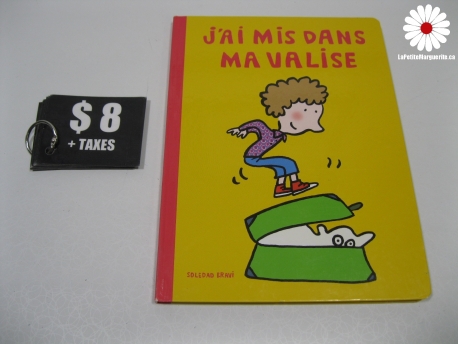 LaPetiteMarguerite.ca
J'AI MIS DANS
MA VALISE
$ 8
+ TAXES
SOLEDAD BRAVI